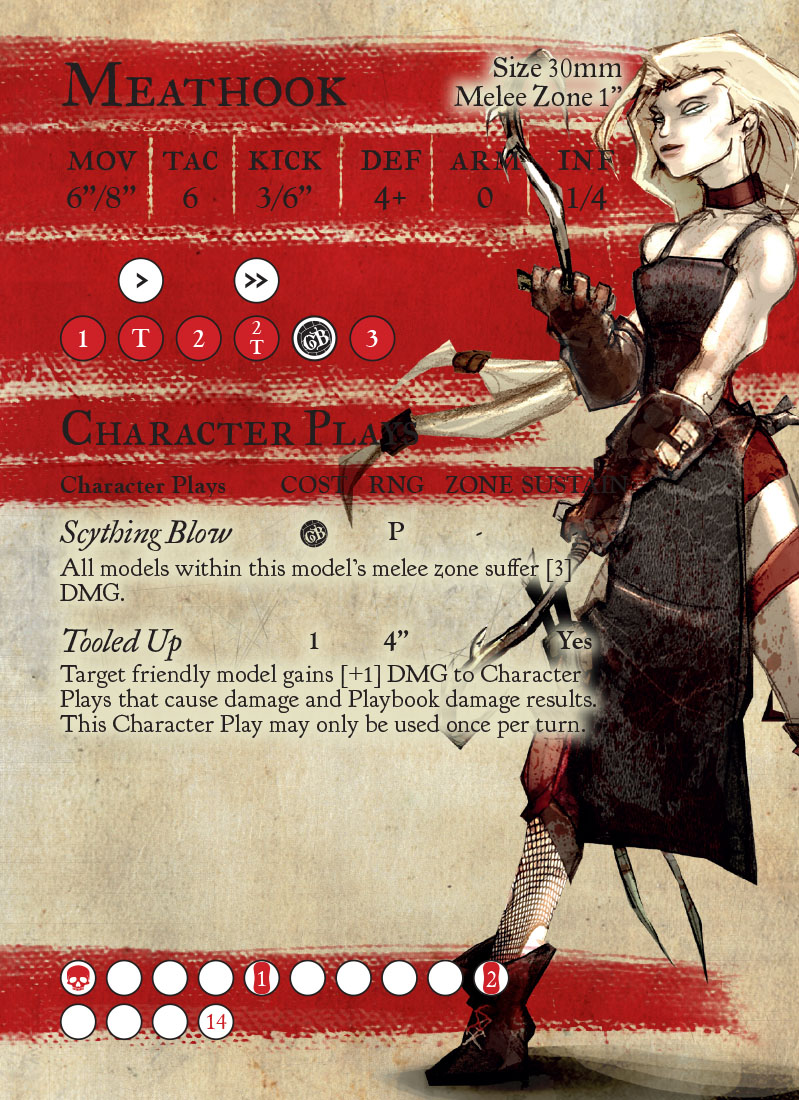 Meathook
Size 30mm
Melee Zone 1”
MOV TAC KICK DEF ARM INF
6”/8” 6 3/6” 4+ 0 1/4
> >>
1 T 2 2 T GB 3
Character Plays
Character Plays COST RNG ZONE SUSTAIN
Scything Blow GB P -
All models within this model’s melee zone suffer [3]
DMG.
Tooled Up 1 4” Yes
Target friendly model gains [+1] DMG to Character
Plays that cause damage and Playbook damage results.
This Character Play may only be used once per turn.
1 2
14